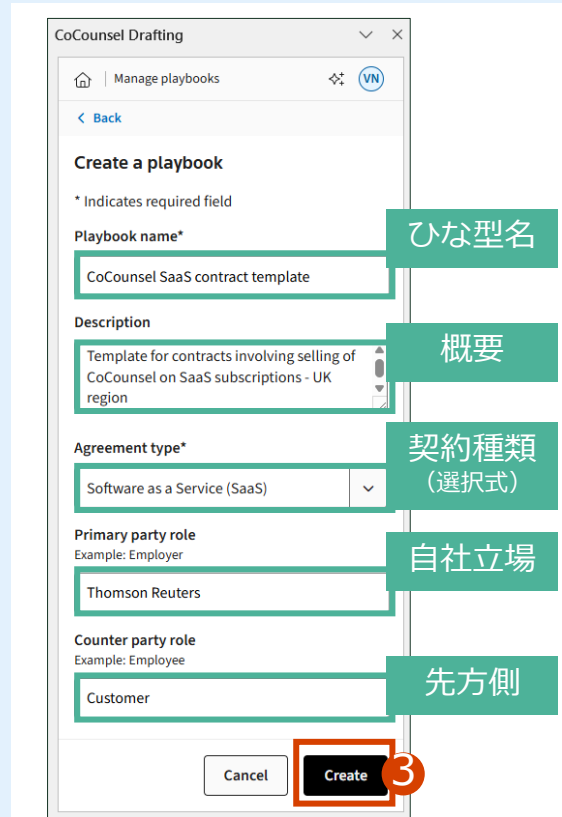 CoCounsel Drafting
Manage playbooks
VN
Back
Create a playbook
* Indicates required field
Playbook name*
ひな型名
CoCounsel SaaS contract template
Description
概要
Template for contracts involving selling of
CoCounsel on SaaS subscriptions - UK
region
Agreement type*
契約種類
(選択式)
Software as a Service (SaaS)
Primary party role
Example: Employer
自社立場
Thomson Reuters
Counter party role
Example: Employee
先方側
Customer
Cancel
Create
3